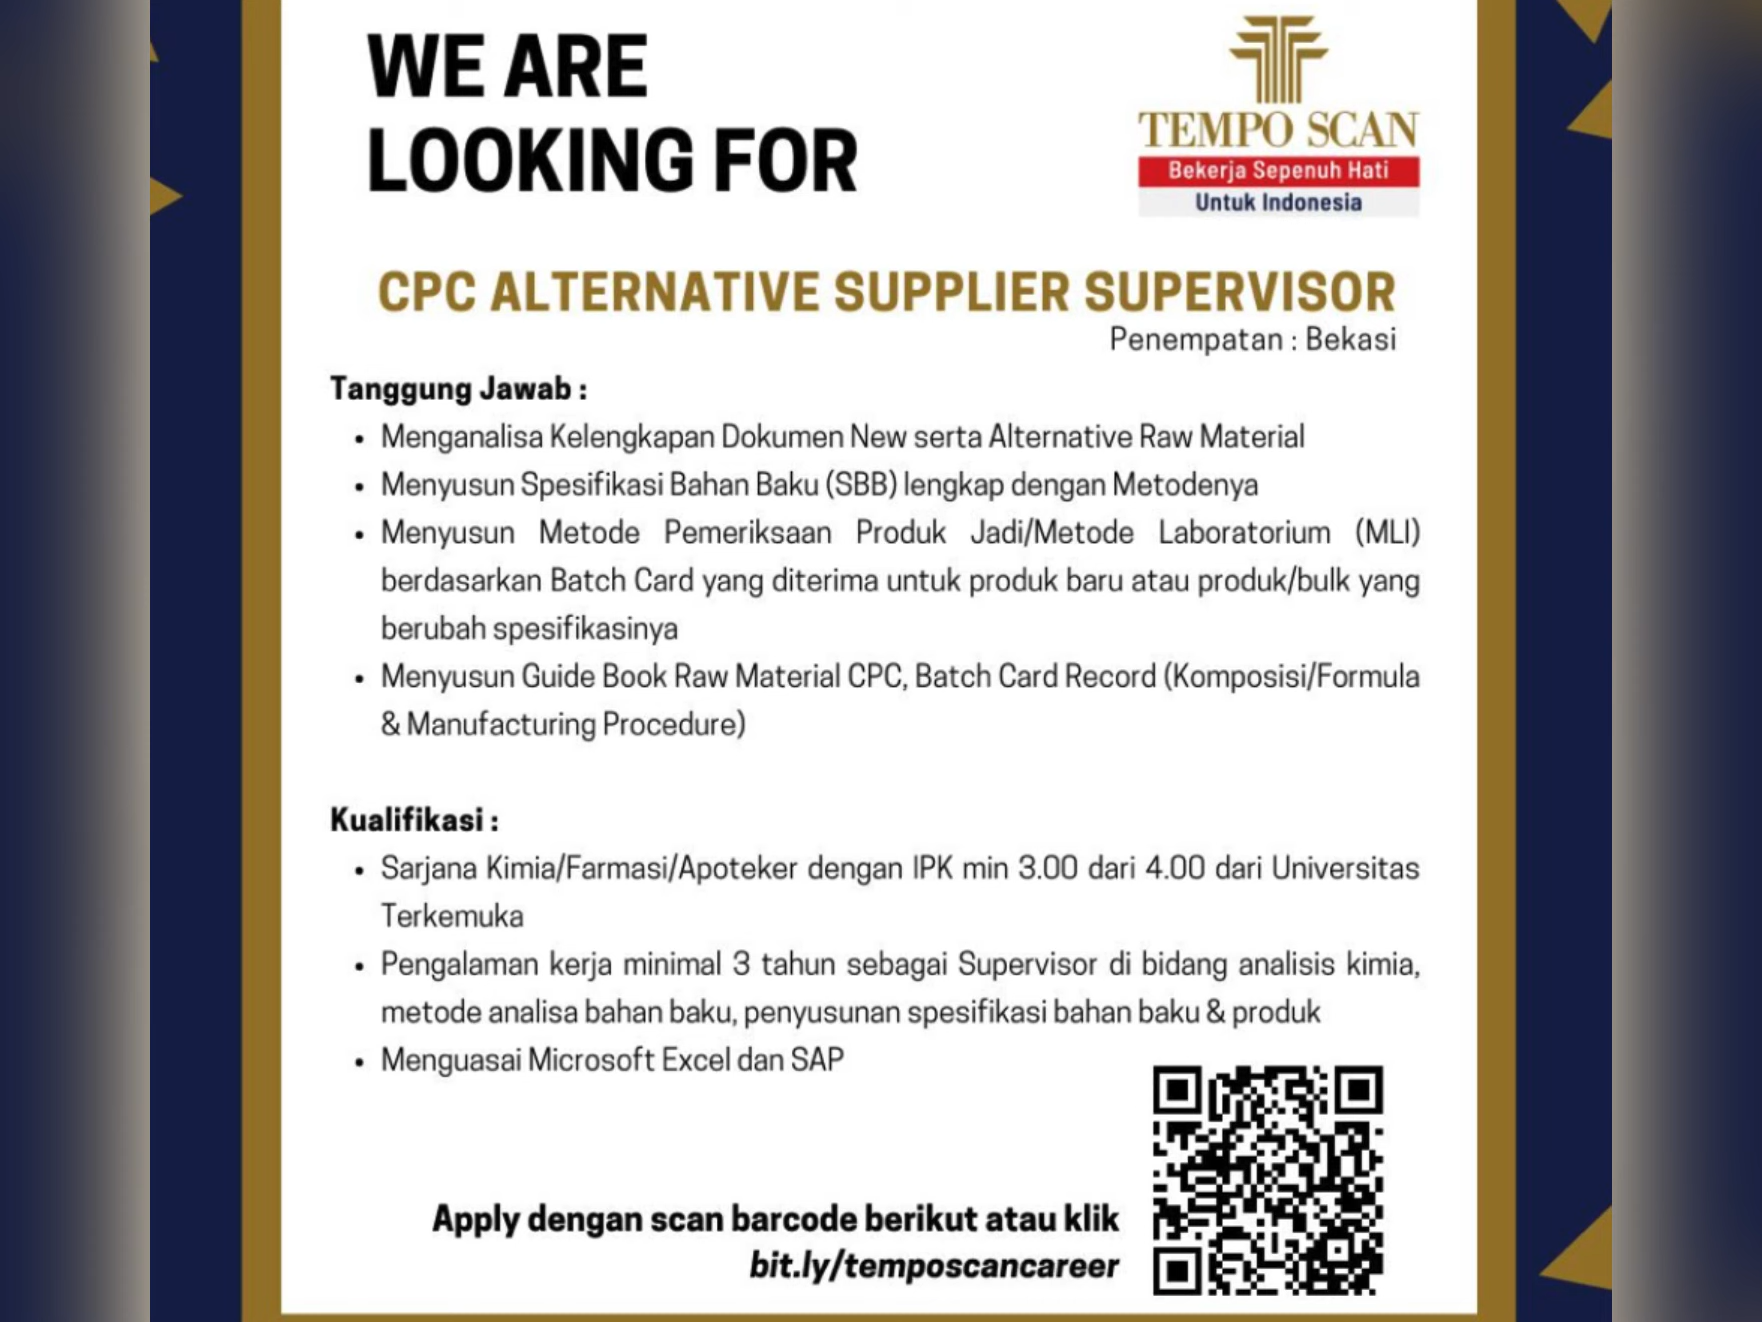 WE ARE
LOOKING FOR
TEMPO SCAN
Bekerja Sepenuh Hati
Untuk Indonesia
CPC ALTERNATIVE SUPPLIER SUPERVISOR
Penempatan : Bekasi
Tanggung Jawab :
• Menganalisa Kelengkapan Dokumen New serta Alternative Raw Material
• Menyusun Spesifikasi Bahan Baku (SBB) lengkap dengan Metodenya
• Menyusun Metode Pemeriksaan Produk Jadi/Metode Laboratorium (MLI)
berdasarkan Batch Card yang diterima untuk produk baru atau produk/bulk yang
berubah spesifikasinya
• Menyusun Guide Book Raw Material CPC, Batch Card Record (Komposisi/Formula
& Manufacturing Procedure)
Kualifikasi :
• Sarjana Kimia/Farmasi/Apoteker dengan IPK min 3.00 dari 4.00 dari Universitas
Terkemuka
• Pengalaman kerja minimal 3 tahun sebagai Supervisor di bidang analisis kimia,
metode analisa bahan baku, penyusunan spesifikasi bahan baku & produk
• Menguasai Microsoft Excel dan SAP
Apply dengan scan barcode berikut atau klik
bit.ly/temposcancareer